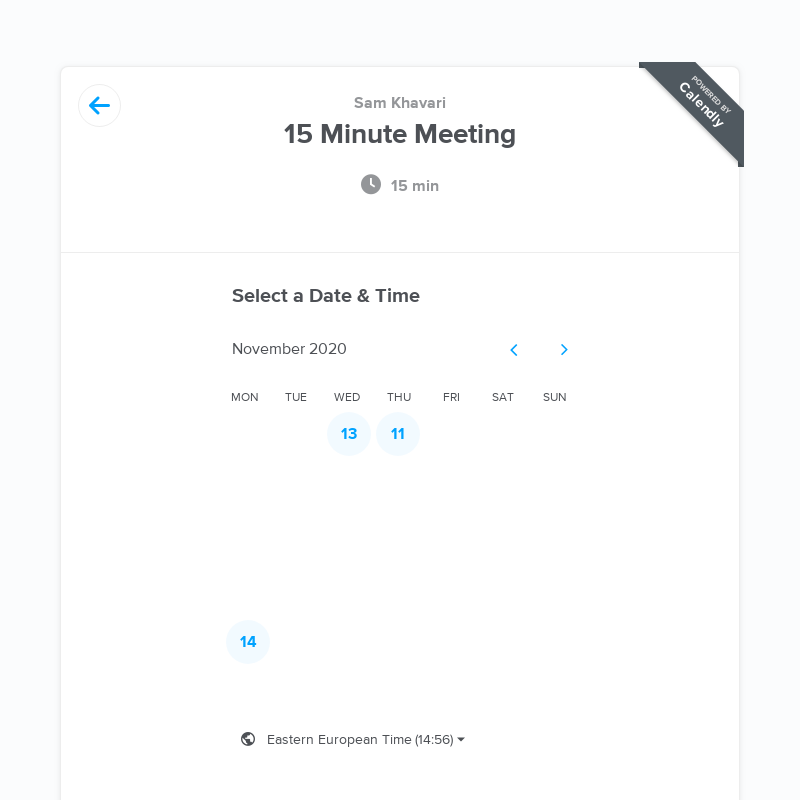 POWERED BY
Calendly
Sam Khavari
15 Minute Meeting
15 min
Select a Date & Time
November 2020
MON TUE WED THU FRI SAT SUN
13 11
14
Eastern European Time (14:56)